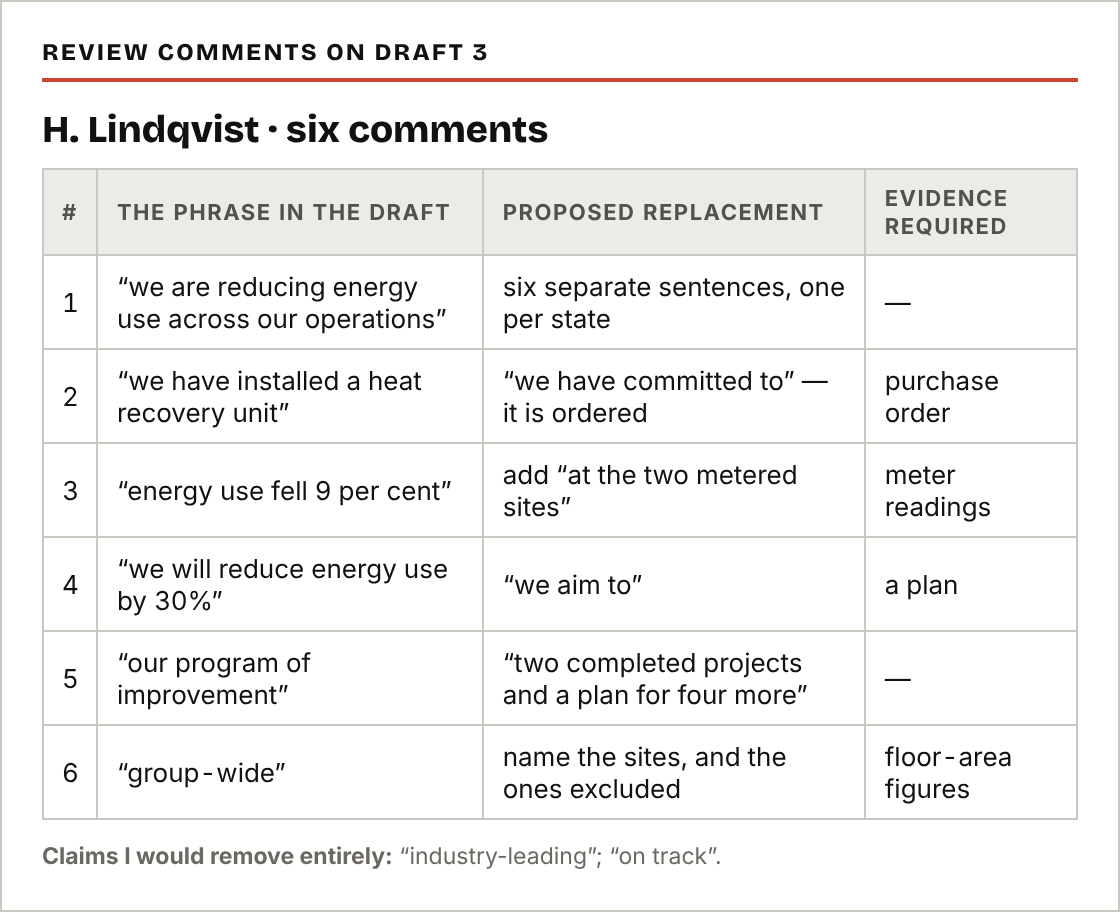 REVIEW COMMENTS ON DRAFT 3
H. Lindqvist · six comments
#
THE PHRASE IN THE DRAFT
PROPOSED REPLACEMENT
EVIDENCE
REQUIRED
1
“we are reducing energy
use across our operations”
six separate sentences, one
per state
—
2
“we have installed a heat
recovery unit”
“we have committed to” —
it is ordered
purchase
order
3
“energy use fell 9 per cent”
add “at the two metered
sites”
meter
readings
4
“we will reduce energy use
by 30%”
“we aim to”
a plan
5
“our program of
improvement”
“two completed projects
and a plan for four more”
—
6
“group-wide”
name the sites, and the
ones excluded
floor-area
figures
Claims I would remove entirely: “industry-leading”; “on track”.